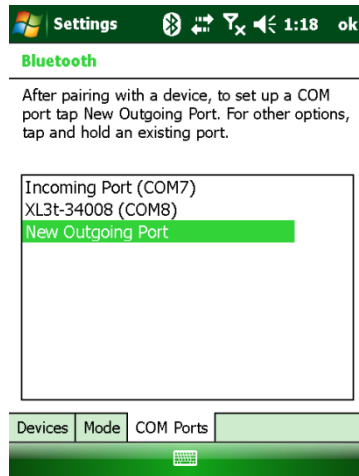 Settings 1:18 ok
Bluetooth
After pairing with a device, to set up a COM
port tap New Outgoing Port. For other options,
tap and hold an existing port.
Incoming Port (COM7)
XL3t-34008 (COM8)
New Outgoing Port
Devices Mode COM Ports